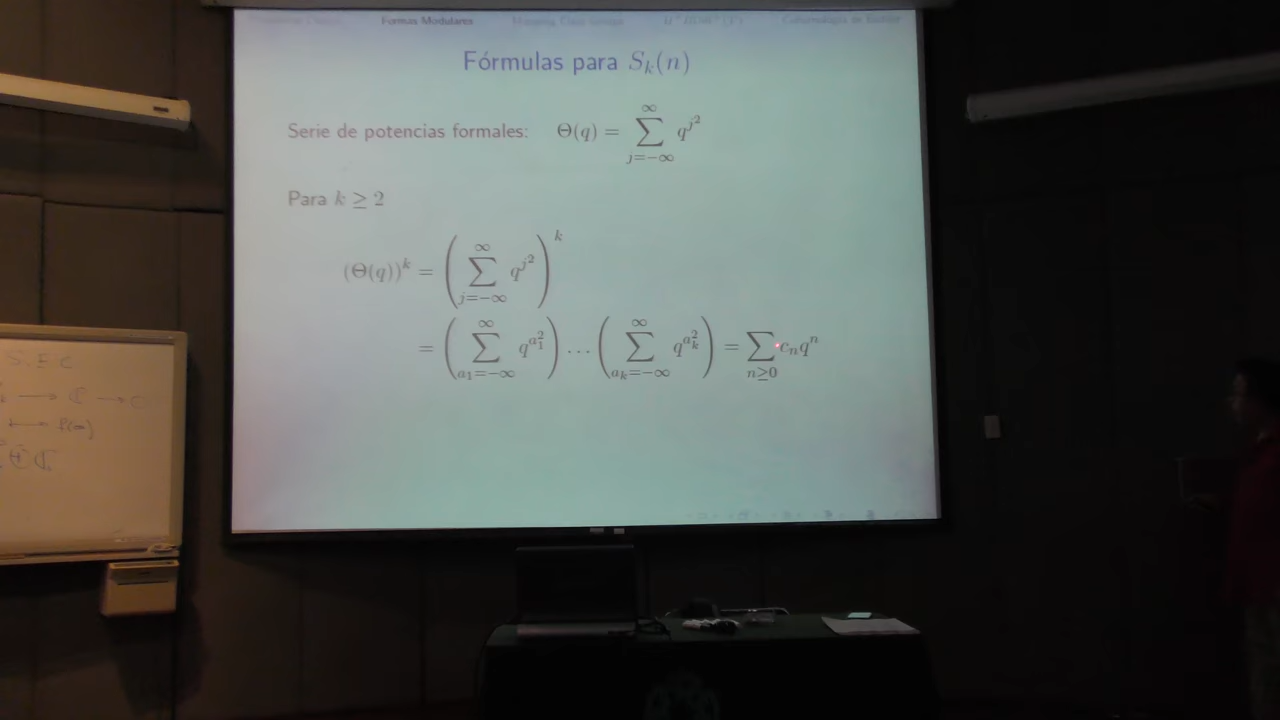 Formas Modulares
Fórmulas para $S_k(n)$
Serie de potencias formales: $\Theta(q) = \sum_{j=-\infty}^{\infty} q^{j^2}$
Para $k \geq 2$
$(\Theta(q))^k = \left( \sum_{j=-\infty}^{\infty} q^{j^2} \right)^k$
$= \left( \sum_{a_1=-\infty}^{\infty} q^{a_1^2} \right) \ldots \left( \sum_{a_k=-\infty}^{\infty} q^{a_k^2} \right) = \sum_{n \geq 0} c_n q^n$